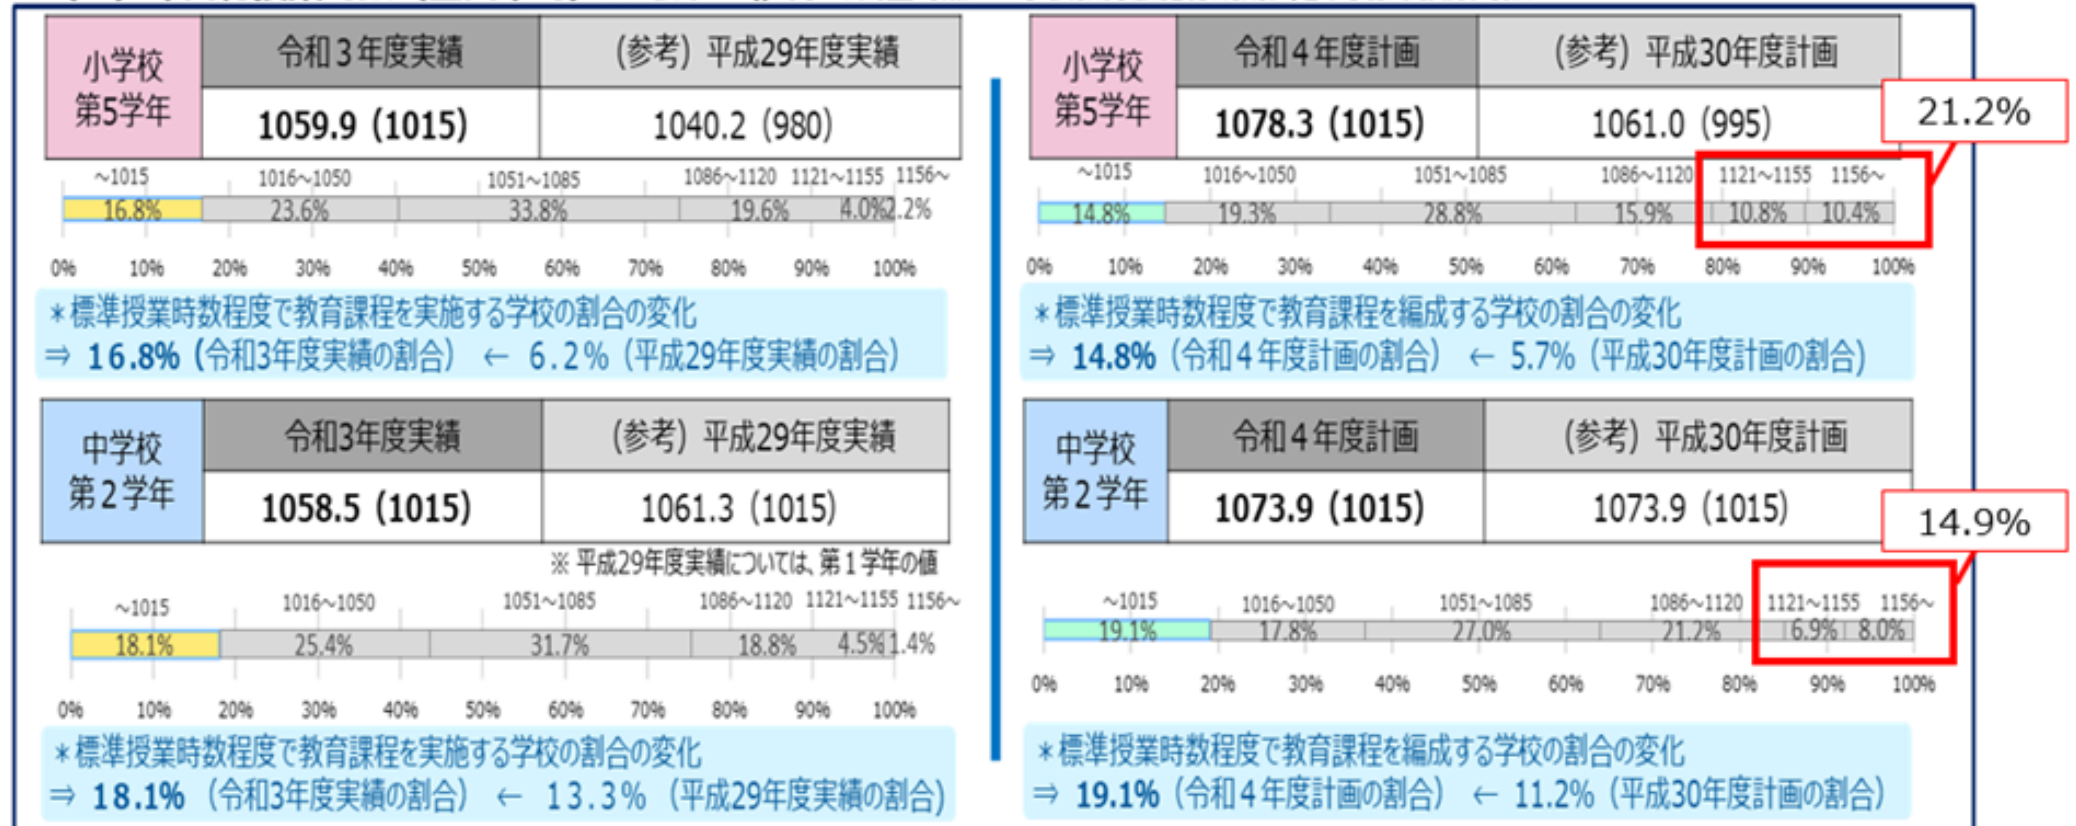 小学校
第5学年
令和３年度実績
(参考) 平成29年度実績
1059.9 (1015)
1040.2 (980)
～1015 1016～1050 1051～1085 1086～1120 1121～1155 1156～
16.8% 23.6% 33.8% 19.6% 4.0% 2.2%
0% 10% 20% 30% 40% 50% 60% 70% 80% 90% 100%
＊標準授業時数程度で教育課程を実施する学校の割合の変化
⇒ 16.8% (令和3年度実績の割合) ← 6.2% (平成29年度実績の割合)
中学校
第２学年
令和3年度実績
(参考) 平成29年度実績
1058.5 (1015)
1061.3 (1015)
※ 平成29年度実績については、第１学年の値
～1015 1016～1050 1051～1085 1086～1120 1121～1155 1156～
18.1% 25.4% 31.7% 18.8% 4.5% 1.4%
0% 10% 20% 30% 40% 50% 60% 70% 80% 90% 100%
＊標準授業時数程度で教育課程を実施する学校の割合の変化
⇒ 18.1% (令和3年度実績の割合) ← 13.3% (平成29年度実績の割合)
小学校
第5学年
令和４年度計画
(参考) 平成30年度計画
1078.3 (1015)
1061.0 (995)
21.2%
～1015 1016～1050 1051～1085 1086～1120 1121～1155 1156～
14.8% 19.3% 28.8% 15.9% 10.8% 10.4%
0% 10% 20% 30% 40% 50% 60% 70% 80% 90% 100%
＊標準授業時数程度で教育課程を編成する学校の割合の変化
⇒ 14.8% (令和４年度計画の割合) ← 5.7% (平成30年度計画の割合)
中学校
第２学年
令和４年度計画
(参考) 平成30年度計画
1073.9 (1015)
1073.9 (1015)
14.9%
～1015 1016～1050 1051～1085 1086～1120 1121～1155 1156～
19.1% 17.8% 27.0% 21.2% 6.9% 8.0%
0% 10% 20% 30% 40% 50% 60% 70% 80% 90% 100%
＊標準授業時数程度で教育課程を編成する学校の割合の変化
⇒ 19.1% (令和４年度計画の割合) ← 11.2% (平成30年度計画の割合)